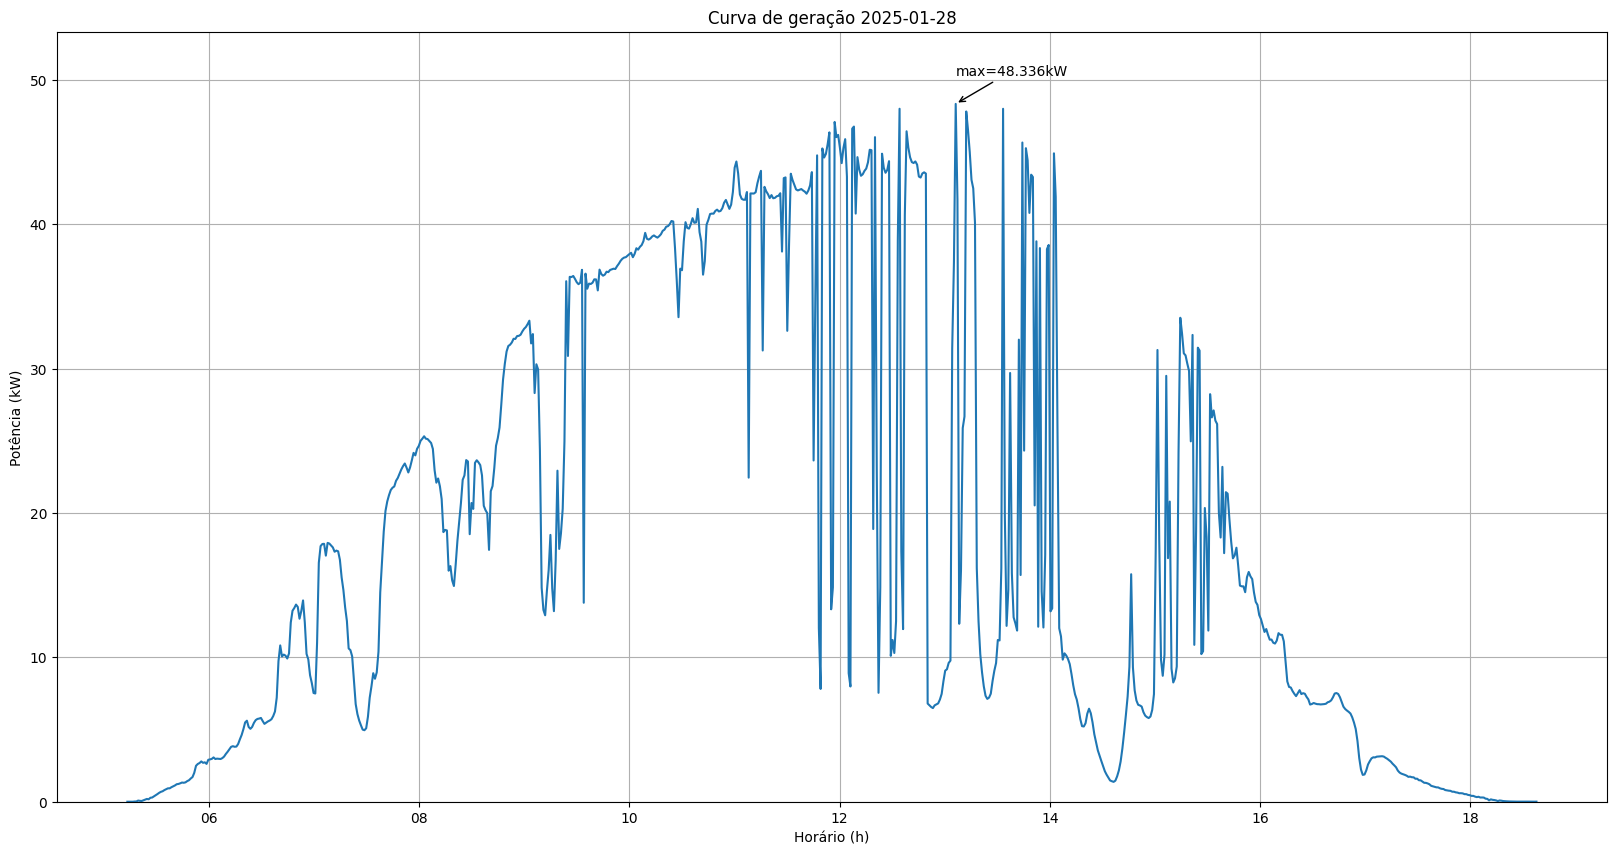 Curva de geração 2025-01-28
max=48.336kW
Potência (kW)
50
40
30
20
10
0
06 08 10 12 14 16 18
Horário (h)